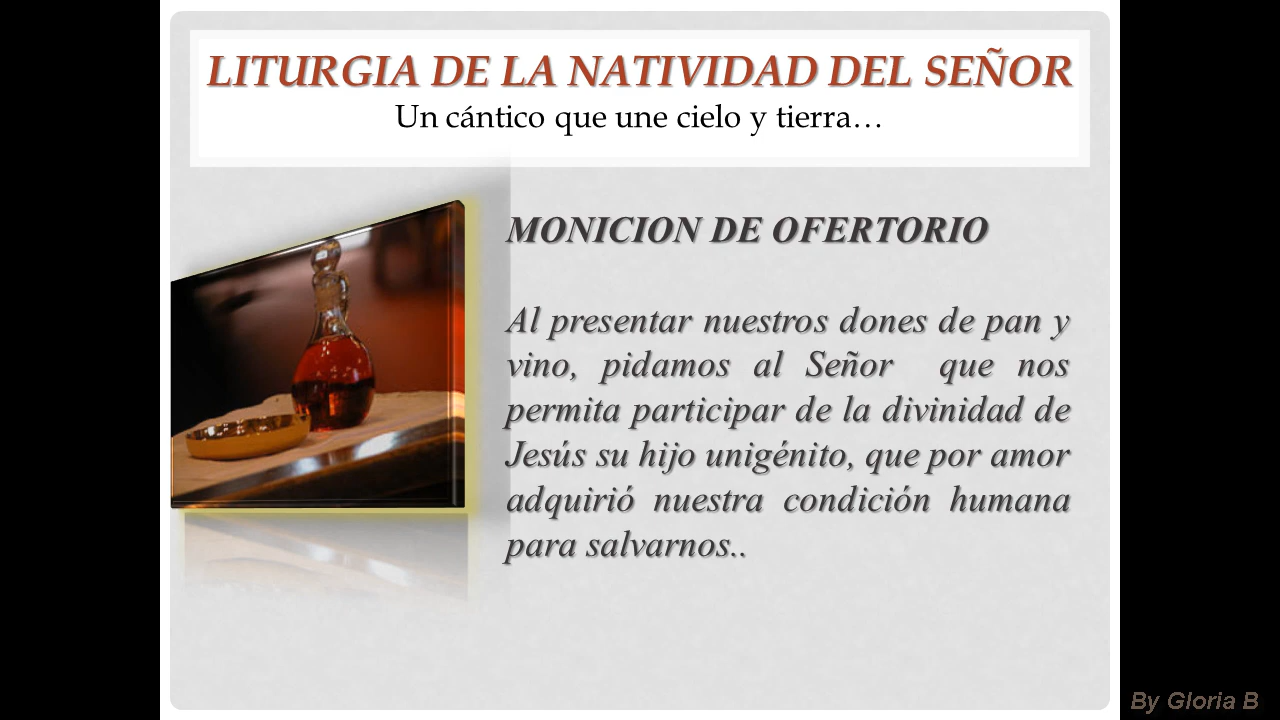 LITURGIA DE LA NATIVIDAD DEL SEÑOR
Un cántico que une cielo y tierra…
MONICION DE OFERTORIO
Al presentar nuestros dones de pan y
vino, pidamos al Señor que nos
permita participar de la divinidad de
Jesús su hijo unigénito, que por amor
adquirió nuestra condición humana
para salvarnos..
By Gloria B